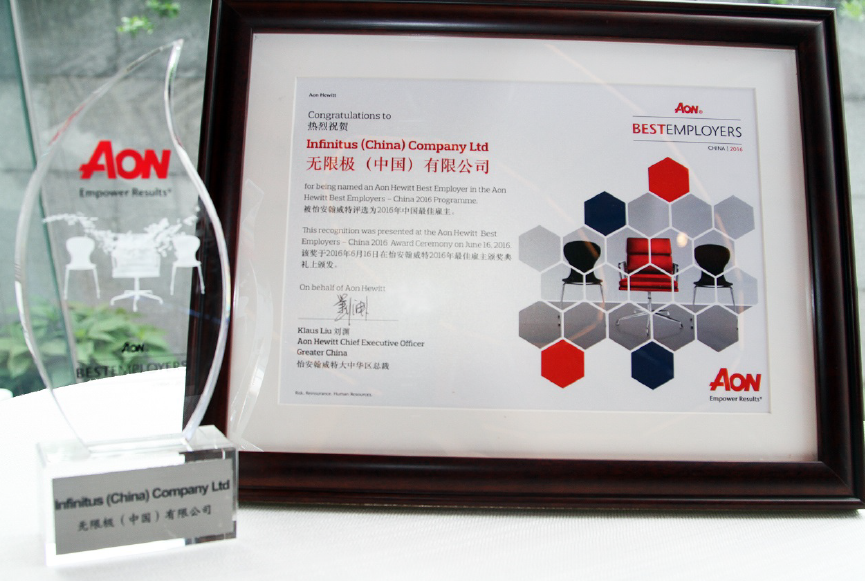 AON
Empower Results®
AON
BESTEMPLOYERS
Infinitus (China) Company Ltd
无限极（中国）有限公司
Aon Hewitt
Congratulations to
热烈祝贺
Infinitus (China) Company Ltd
无限极（中国）有限公司
for being named an Aon Hewitt Best Employer in the Aon
Hewitt Best Employers – China 2016 Programme.
被怡安翰威特评选为2016年中国最佳雇主。
This recognition was presented at the Aon Hewitt Best
Employers – China 2016 Award Ceremony on June 16, 2016.
该奖于2016年6月16日在怡安翰威特2016年最佳雇主颁奖典
礼上颁发。
On behalf of Aon Hewitt
Klaus Liu 刘渊
Aon Hewitt Chief Executive Officer
Greater China
怡安翰威特大中华区总裁
Risk. Reinsurance. Human Resources.
AON®
BESTEMPLOYERS
CHINA | 2016
AON
Empower Results®